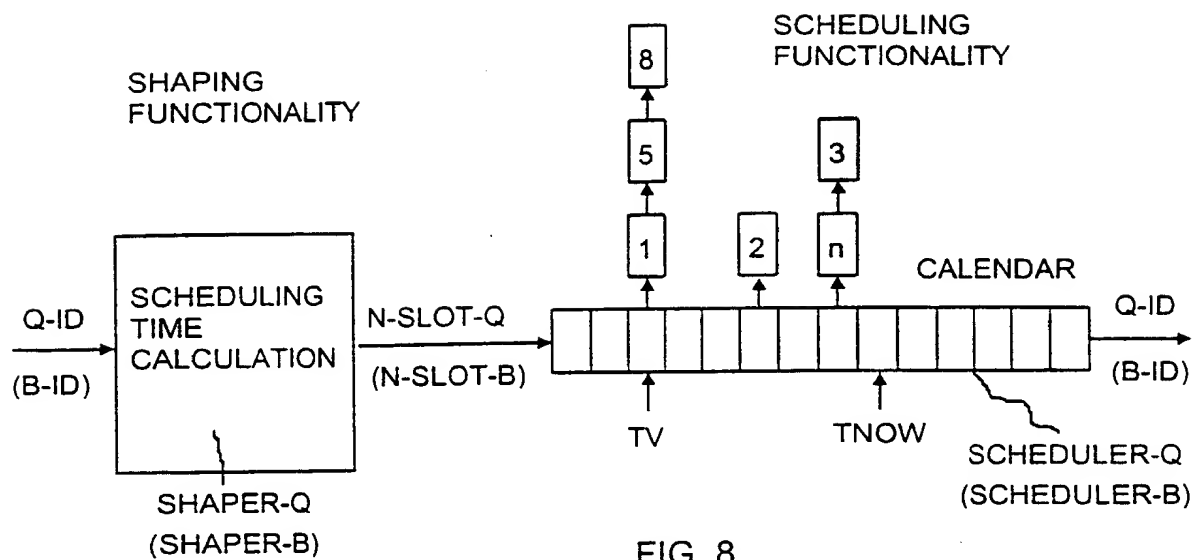 SHAPING
FUNCTIONALITY
SCHEDULING
FUNCTIONALITY
8
5
3
1
2
n
CALENDAR
Q-ID
(B-ID)
SCHEDULING
TIME
CALCULATION
N-SLOT-Q
(N-SLOT-B)
Q-ID
(B-ID)
TV
TNOW
SHAPER-Q
(SHAPER-B)
SCHEDULER-Q
(SCHEDULER-B)
FIG. 8